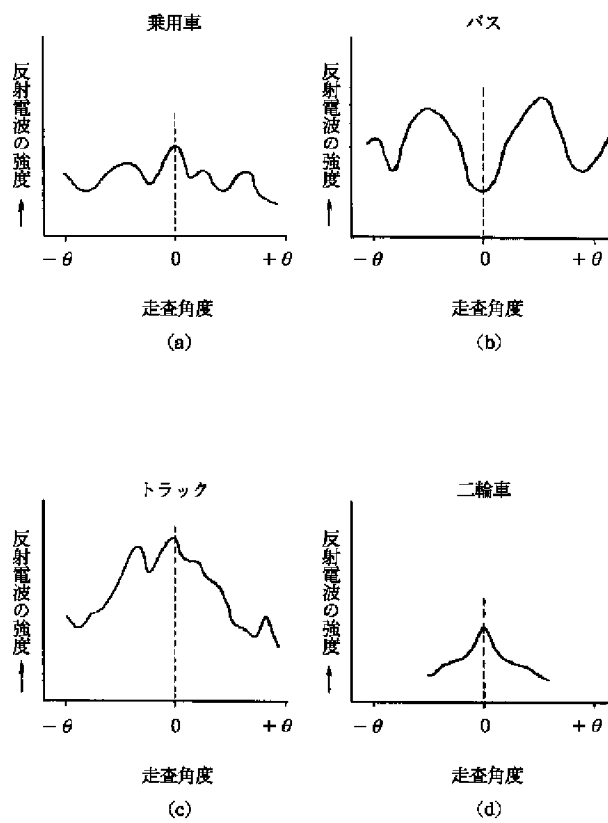 乗用車
反射電波の強度
−θ 0 +θ
走査角度
(a)
バス
反射電波の強度
−θ 0 +θ
走査角度
(b)
トラック
反射電波の強度
−θ 0 +θ
走査角度
(c)
二輪車
反射電波の強度
−θ 0 +θ
走査角度
(d)